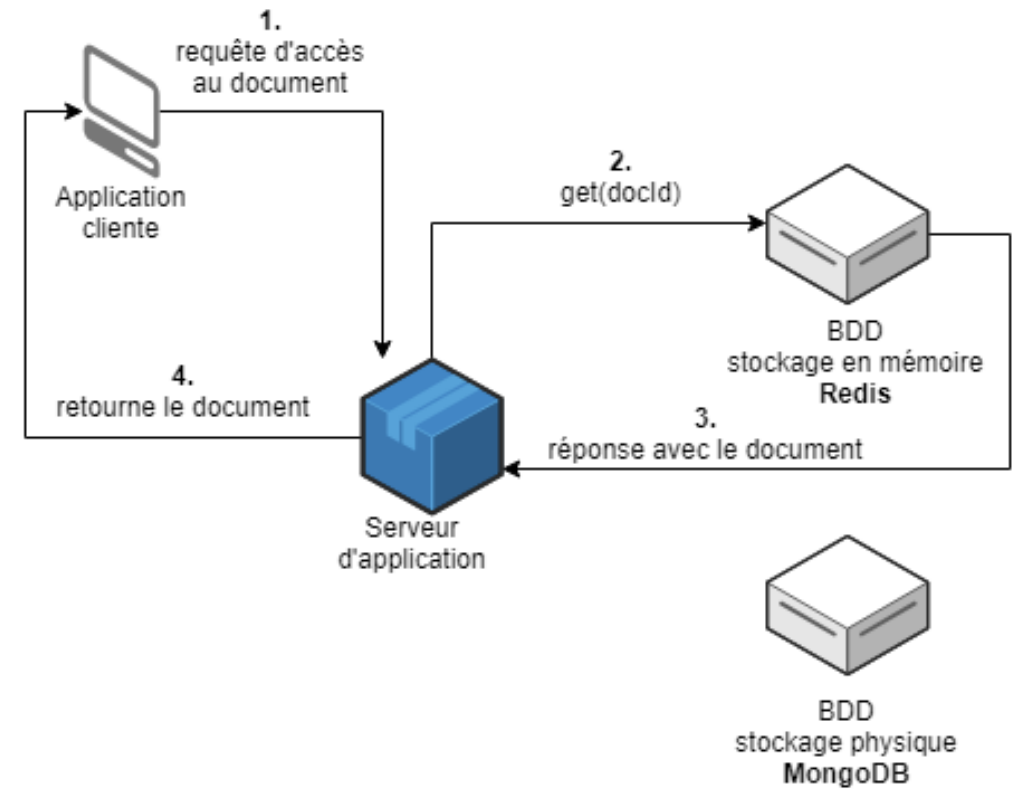 1.
requête d'accès
au document
Application
cliente
2.
get(docId)
BDD
stockage en mémoire
Redis
4.
retourne le document
3.
réponse avec le document
Serveur
d'application
BDD
stockage physique
MongoDB